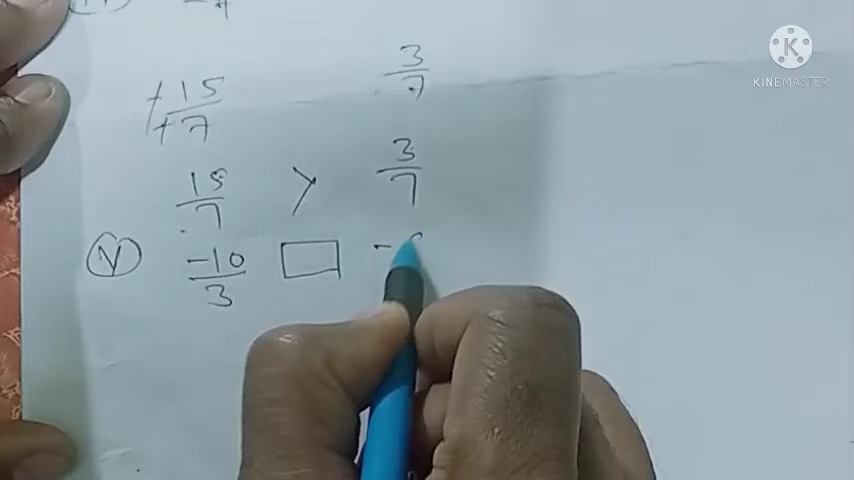 3/7
+15/+7
15/7 > 3/7
(V) -10/3 □ -
K
KINEMASTER